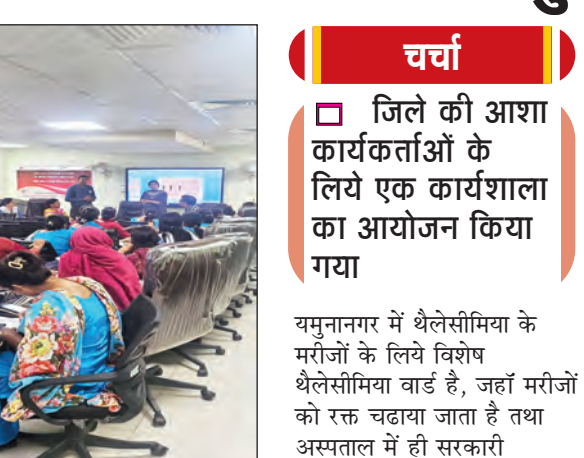 चर्चा
जिले की आशा
कार्यकर्ताओं के
लिये एक कार्यशाला
का आयोजन किया
गया
यमुनानगर में थैलेसीमिया के
मरीजों के लिये विशेष
थैलेसीमिया वार्ड है, जहॉ मरीजों
को रक्त चढाया जाता है तथा
अस्पताल में ही सरकारी